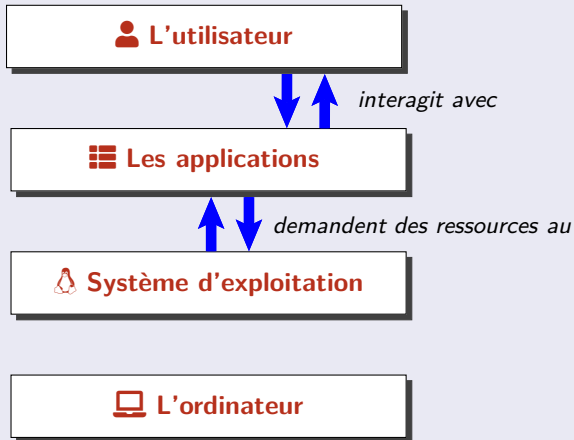 L'utilisateur
interagit avec
Les applications
demandent des ressources au
Système d'exploitation
L'ordinateur